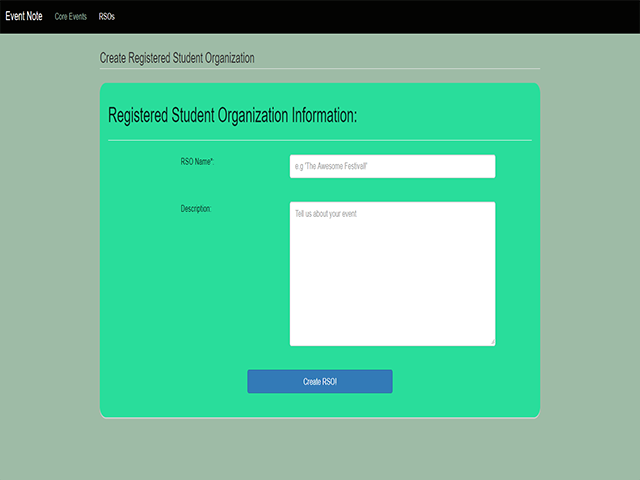 Event Note Core Events RSOs
Create Registered Student Organization
Registered Student Organization Information:
RSO Name*:
e.g 'The Awesome Festival!'
Description:
Tell us about your event
Create RSO!